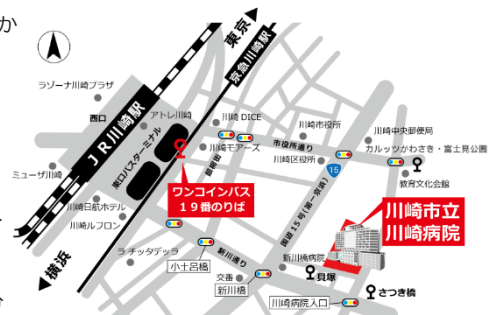 か
東京
京急川崎駅
ラゾーナ川崎プラザ
西口
JR川崎駅
アトレ川崎
川崎 DICE
川崎市役所
市役所通り
川崎中央郵便局
カルッツかわさき・富士見公園
東口バスターミナル
川崎モアーズ
銀柳街
川崎区役所
15
教育文化会館
ミューザ川崎
ワンコインバス
19番のりば
国道15号(第一京浜)
川崎市立
川崎病院
川崎日航ホテル
川崎ルフロン
ラ チッタデッラ
小土呂橋
新川通り
新川橋病院
横浜
交番
新川橋
貝塚
さつき橋
川崎病院入口